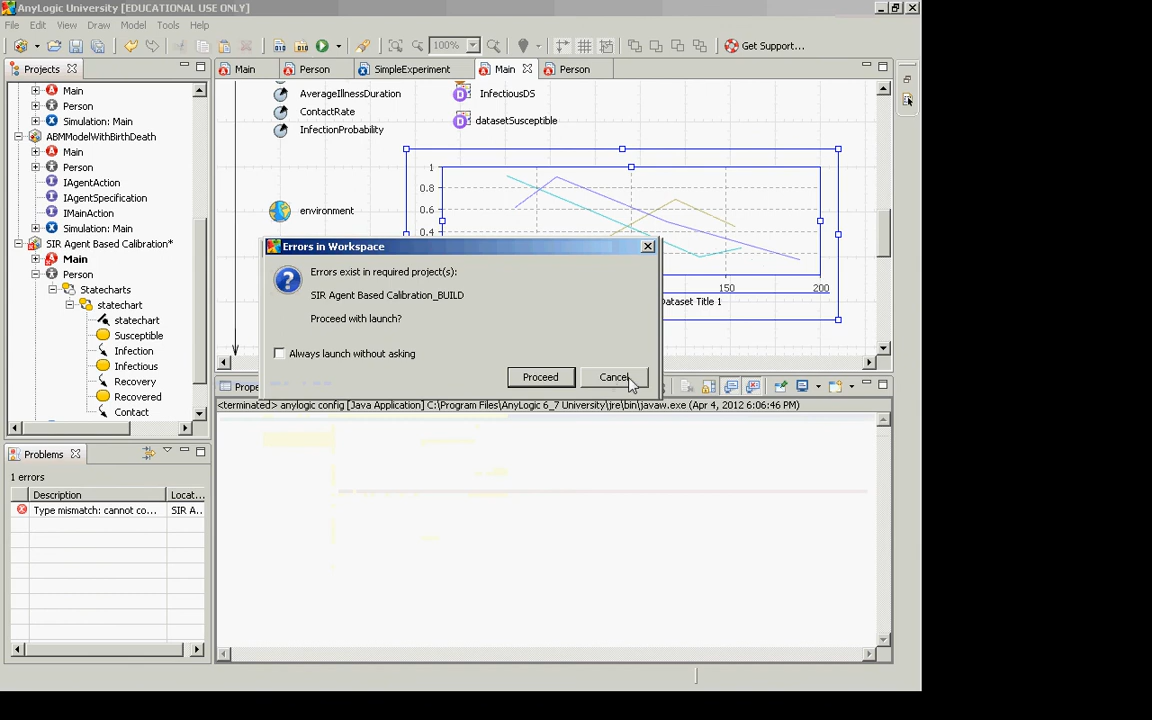 AnyLogic University [EDUCATIONAL USE ONLY]
File Edit View Draw Model Tools Help
100% Get Support...
Projects
Main Person SimpleExperiment Main Person
Main
Person
Simulation: Main
ABMModelWithBirthDeath
Main
Person
IAgentAction
IAgentSpecification
IMainAction
Simulation: Main
SIR Agent Based Calibration*
Main
Person
Statecharts
statechart
statechart
Susceptible
Infection
Infectious
Recovery
Recovered
Contact
AverageIllnessDuration
ContactRate
InfectionProbability
InfectiousDS
datasetSusceptible
environment
1
0.8
0.6
0.4
150 200
Dataset Title 1
Errors in Workspace
Errors exist in required project(s):
SIR Agent Based Calibration_BUILD
Proceed with launch?
Always launch without asking
Proceed Cancel
Prope
<terminated> anylogic config [Java Application] C:\Program Files\AnyLogic 6_7 University\jre\bin\javaw.exe (Apr 4, 2012 6:06:46 PM)
Problems
1 errors
Description Locat...
Type mismatch: cannot co... SIR A..